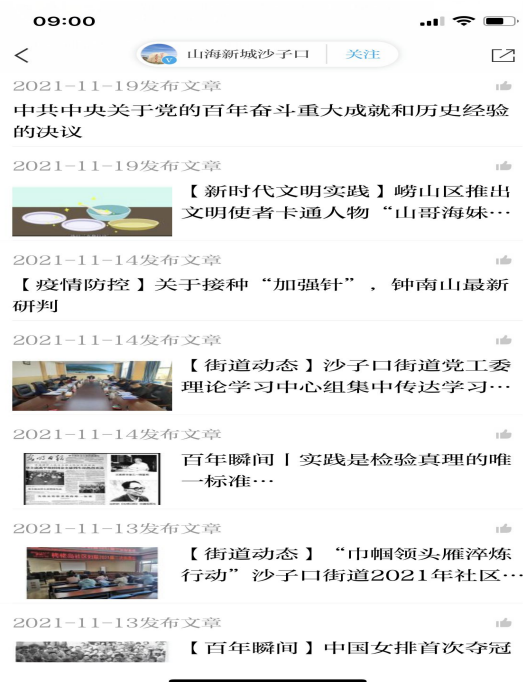 09:00
山海新城沙子口
关注
2021-11-19发布文章
中共中央关于党的百年奋斗重大成就和历史经验
的决议
2021-11-19发布文章
【新时代文明实践】崂山区推出
文明使者卡通人物“山哥海妹…
2021-11-14发布文章
【疫情防控】关于接种“加强针”，钟南山最新
研判
2021-11-14发布文章
【街道动态】沙子口街道党工委
理论学习中心组集中传达学习…
2021-11-14发布文章
百年瞬间丨实践是检验真理的唯
一标准…
2021-11-13发布文章
【街道动态】“巾帼领头雁淬炼
行动”沙子口街道2021年社区…
2021-11-13发布文章
【百年瞬间】中国女排首次夺冠